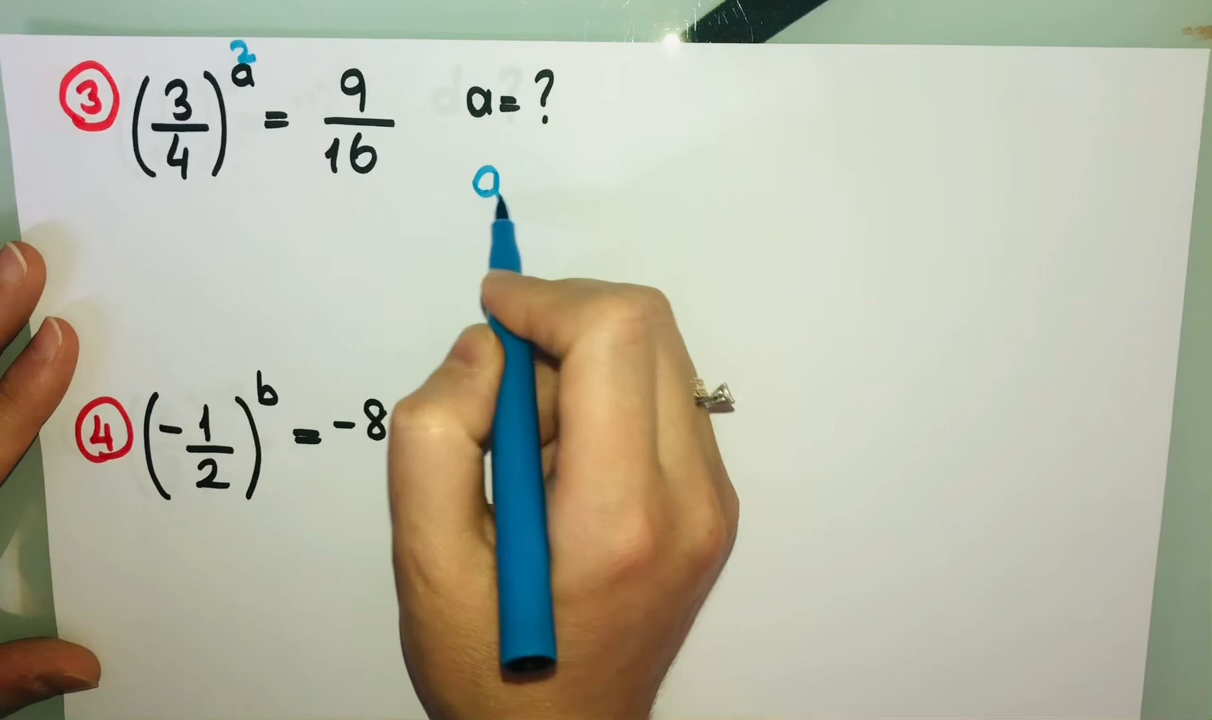 ③ (3/4)^a = 9/16 a = ?
2
a
④ (-1/2)^b = -8